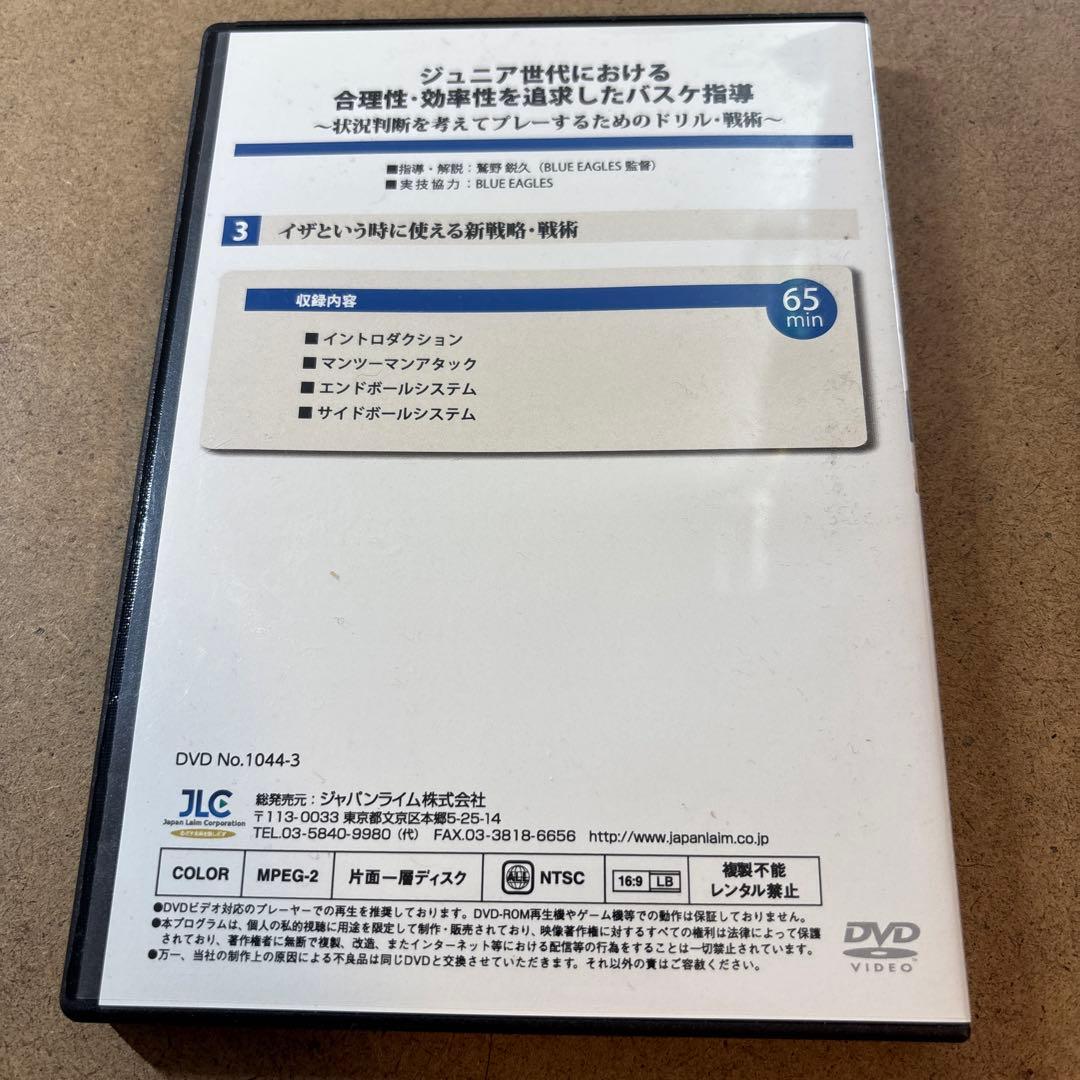 ジュニア世代における
合理性・効率性を追求したバスケ指導
～状況判断を考えてプレーするためのドリル・戦術～
■指導・解説：鷲野 鋭久（BLUE EAGLES 監督）
■実技協力：BLUE EAGLES
3 イザという時に使える新戦略・戦術
収録内容
65
min
■イントロダクション
■マンツーマンアタック
■エンドボールシステム
■サイドボールシステム
DVD No.1044-3
JLC
Japan Laim Corporation
総発売元：ジャパンライム株式会社
〒113-0033 東京都文京区本郷5-25-14
TEL.03-5840-9980（代） FAX.03-3818-6656 http://www.japanlaim.co.jp
COLOR MPEG-2 片面一層ディスク ALL NTSC 16:9 LB 複製不能
レンタル禁止
●DVDビデオ対応のプレーヤーでの再生を推奨しております。DVD-ROM再生機やゲーム機等での動作は保証しておりません。
●本プログラムは、個人の私的視聴に用途を限定して制作・販売されており、映像著作権に対するすべての権利は法律によって保護
されており、著作権者に無断で複製、改造、またインターネット等における配信等の行為をすることは一切禁止されています。
●万一、当社の制作上の原因による不良品は同じDVDと交換させていただきます。それ以外の責はご容赦ください。
DVD
VIDEO